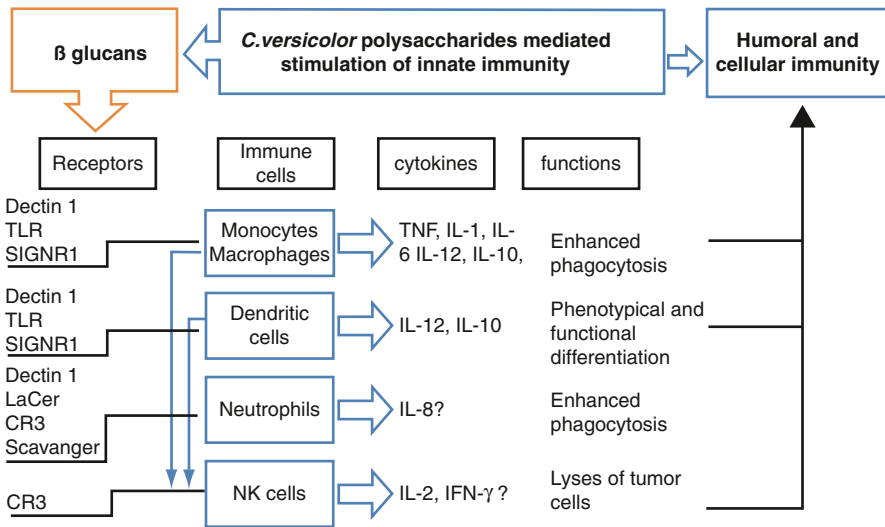 ß glucans
C.versicolor polysaccharides mediated
stimulation of innate immunity
Humoral and
cellular immunity
Receptors
Immune
cells
cytokines
functions
Dectin 1
TLR
SIGNR1
Monocytes
Macrophages
TNF, IL-1, IL-
6 IL-12, IL-10,
Enhanced
phagocytosis
Dectin 1
TLR
SIGNR1
Dendritic
cells
IL-12, IL-10
Phenotypical and
functional
differentiation
Dectin 1
LaCer
CR3
Scavanger
Neutrophils
IL-8?
Enhanced
phagocytosis
CR3
NK cells
IL-2, IFN-γ ?
Lyses of tumor
cells